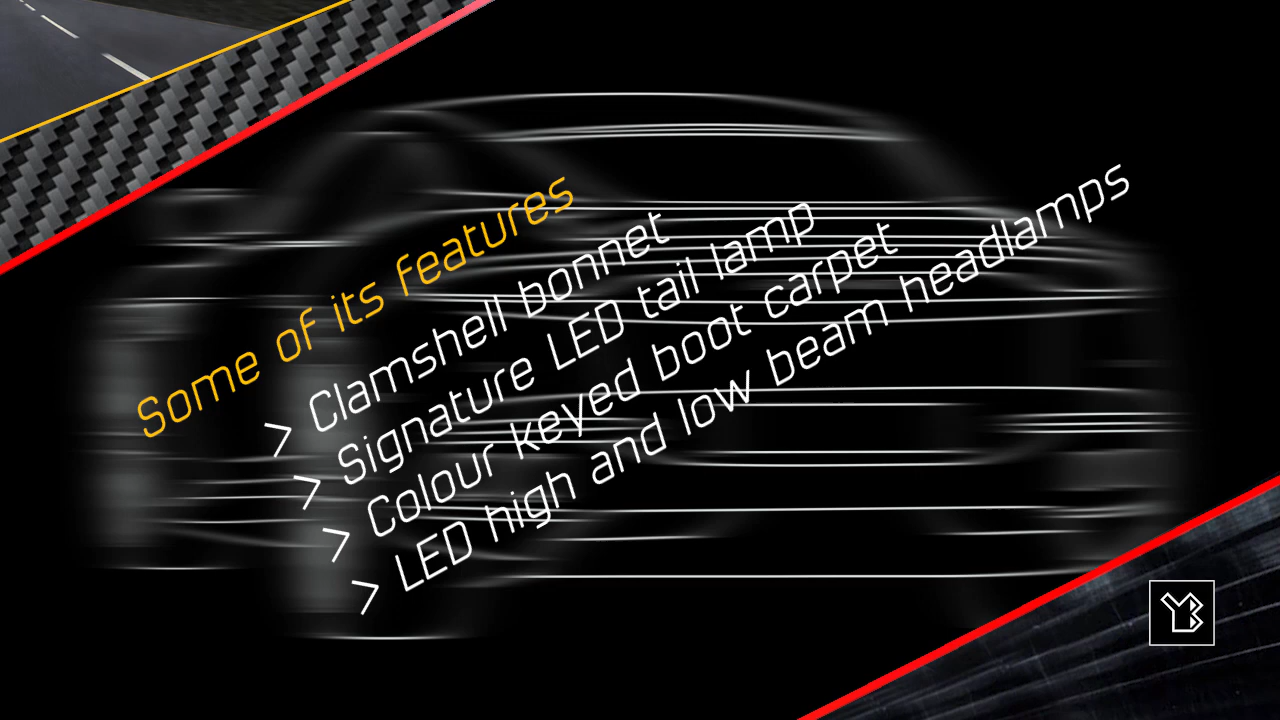 Some of its features
> Clamshell bonnet
> Signature LED tail lamp
> Colour keyed boot carpet
> LED high and low beam headlamps